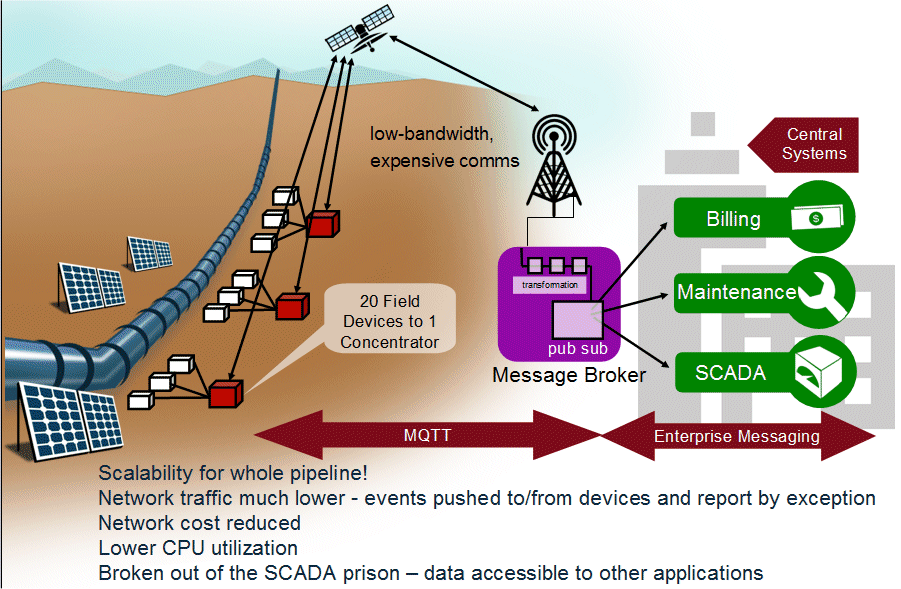 low-bandwidth,
expensive comms
Central
Systems
Billing
transformation
Maintenance
20 Field
Devices to 1
Concentrator
pub sub
Message Broker
SCADA
MQTT
Enterprise Messaging
Scalability for whole pipeline!
Network traffic much lower - events pushed to/from devices and report by exception
Network cost reduced
Lower CPU utilization
Broken out of the SCADA prison – data accessible to other applications